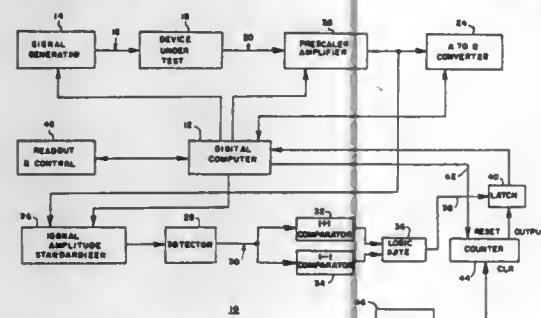 14
18
22
24
SIGNAL
GENERATOR
16
DEVICE
UNDER
TEST
20
PRESCALER
AMPLIFIER
A TO D
CONVERTER
46
12
READOUT
& CONTROL
DIGITAL
COMPUTER
42
40
LATCH
38
26
28
32
36
SIGNAL
AMPLITUDE
STANDARDIZER
DETECTOR
30
(+)
COMPARATOR
(-)
COMPARATOR
34
LOGIC
GATE
RESET
OUTPUT
COUNTER
44
CLR
10